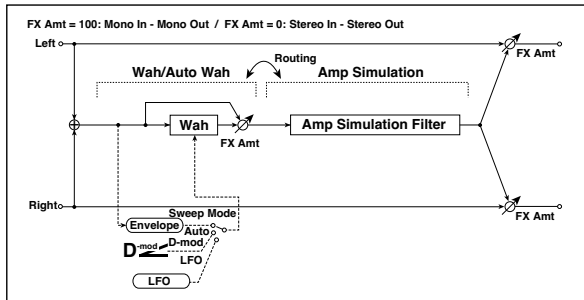 FX Amt = 100: Mono In - Mono Out / FX Amt = 0: Stereo In - Stereo Out
Left
FX Amt
Wah/Auto Wah
Routing
Amp Simulation
Wah
FX Amt
Amp Simulation Filter
Right
FX Amt
Sweep Mode
Envelope
Auto
D-mod
D-mod
LFO
LFO